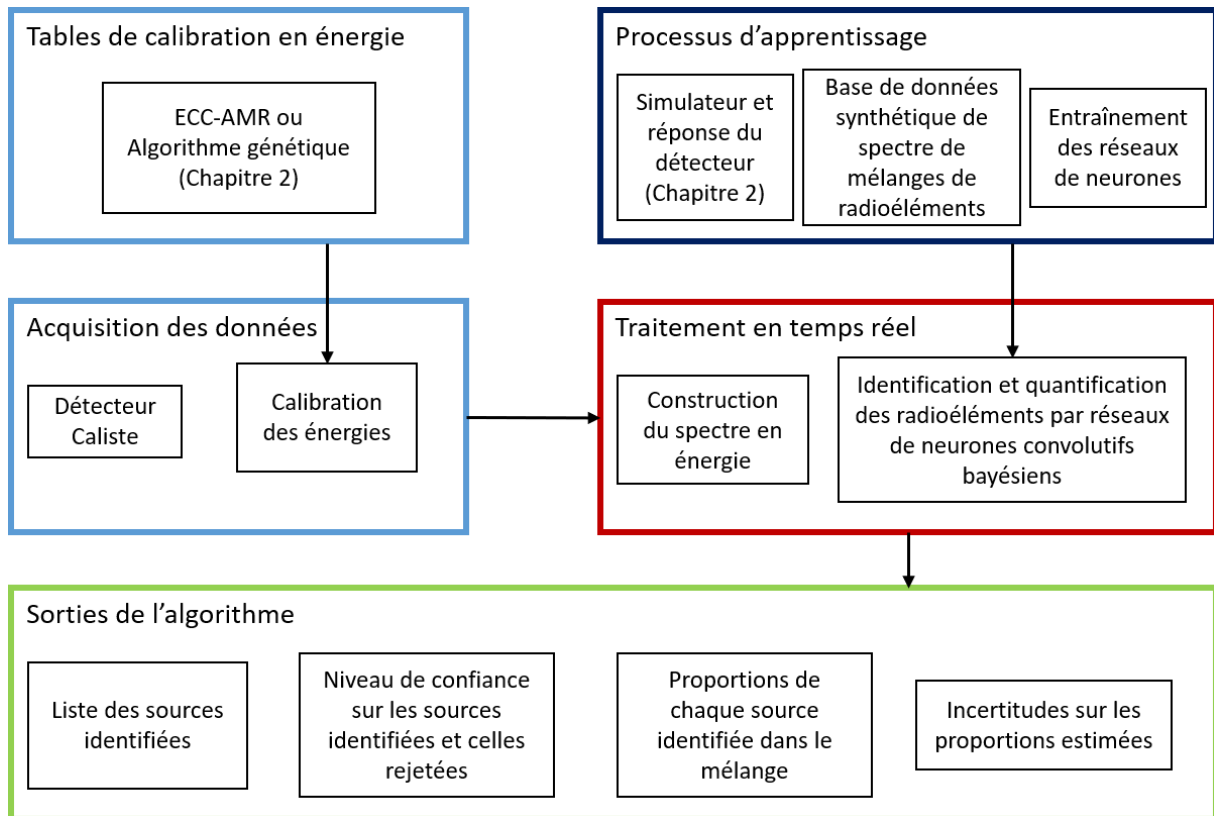 Tables de calibration en énergie
ECC-AMR ou
Algorithme génétique
(Chapitre 2)
Processus d'apprentissage
Simulateur et
réponse du
détecteur
(Chapitre 2)
Base de données
synthétique de
spectre de
mélanges de
radioéléments
Entraînement
des réseaux
de neurones
Acquisition des données
Détecteur
Caliste
Calibration
des énergies
Traitement en temps réel
Construction
du spectre en
énergie
Identification et quantification
des radioéléments par réseaux
de neurones convolutifs
bayésiens
Sorties de l'algorithme
Liste des sources
identifiées
Niveau de confiance
sur les sources
identifiées et celles
rejetées
Proportions de
chaque source
identifiée dans le
mélange
Incertitudes sur les
proportions estimées